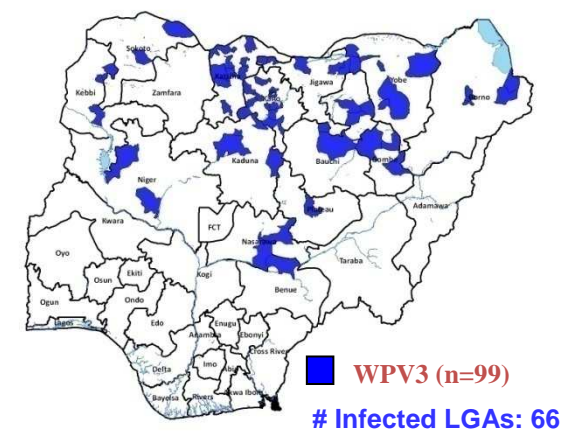 Sokoto
Katsina
Jigawa
Yobe
Borno
Kebbi
Zamfara
Kano
Kaduna
Bauchi
Gombe
Niger
Plateau
Adamawa
Kwara
FCT
Nasarawa
Taraba
Oyo
Kogi
Benue
Ekiti
Osun
Ogun
Ondo
Edo
Enugu
Anambra
Ebonyi
Lagos
Cross River
Imo
Abia
Delta
Bayelsa
Rivers
Akwa Ibom
WPV3 (n=99)
# Infected LGAs: 66